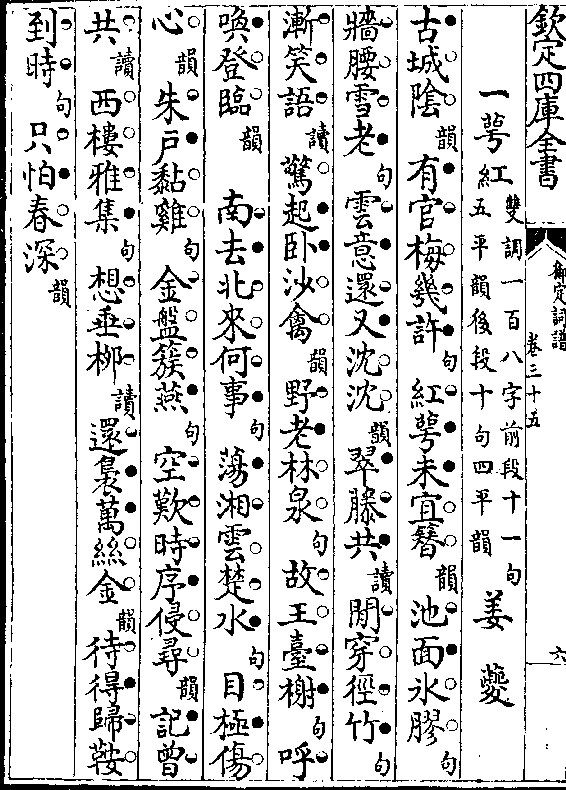 欽定四庫全書
御定詞譜
卷三十五
六
一萼紅 雙調一百八字前段十一句五平韻後段十句四平韻 姜夔
古城陰韻有官梅幾許句紅萼未宜簪韻池面氷膠句
牆腰雪老句雲意還又沈沈韻翠藤共讀閒穿徑竹句
漸笑語讀驚起卧沙禽韻野老林泉句故王臺榭句呼
喚登臨韻 南去北來何事句蕩湘雲楚水句目極傷
心韻朱戶黏雞句金盤簇燕句空歎時序侵尋韻記曾
共讀西樓雅集句想垂栁讀還裊萬絲金韻待得歸鞍
到時句只怕春深韻